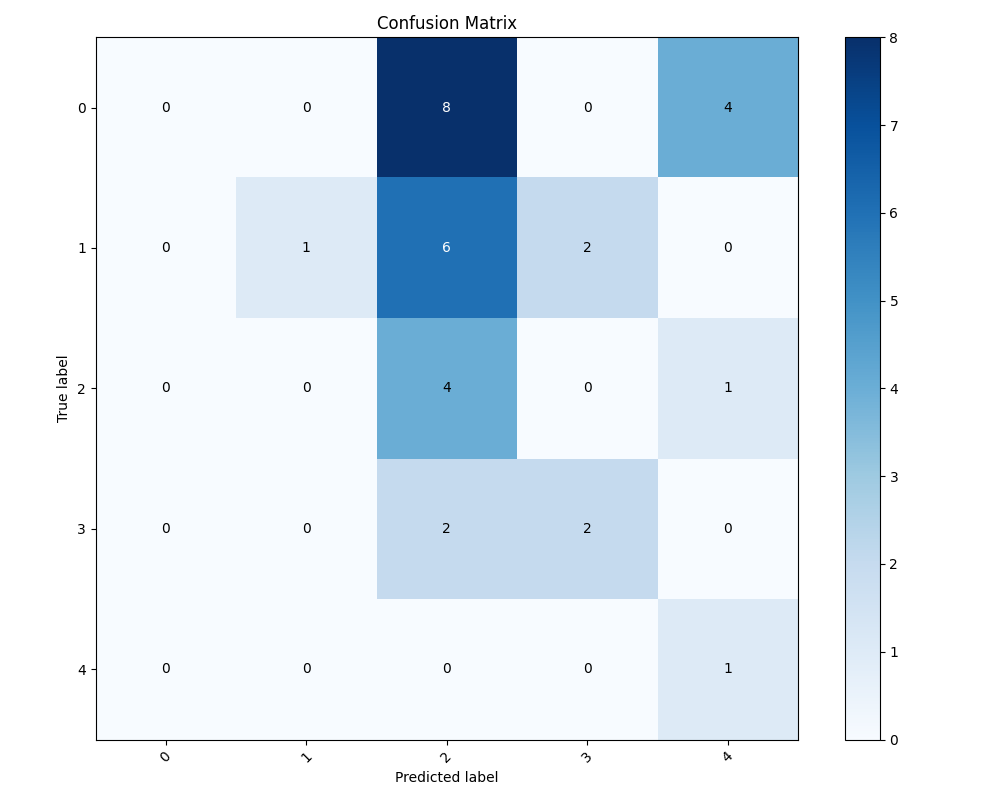 Confusion Matrix
0 0 0 8 0 4
1 0 1 6 2 0
2 0 0 4 0 1
3 0 0 2 2 0
4 0 0 0 0 1
0 1 2 3 4
True label
Predicted label
8
7
6
5
4
3
2
1
0